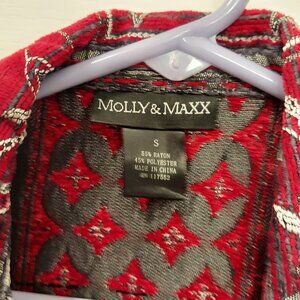 MOLLY & MAXX
S
55% RAYON
45% POLYESTER
MADE IN CHINA